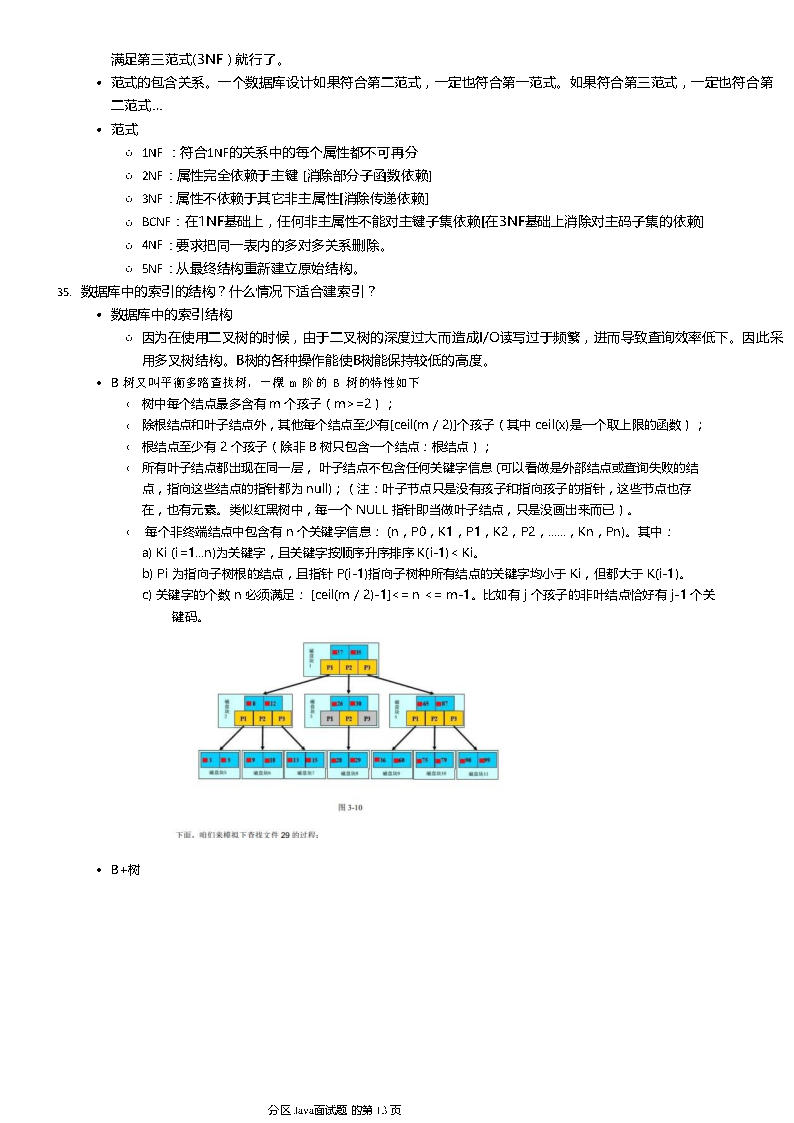 满足第三范式(3NF ) 就行了。
• 范式的包含关系。一个数据库设计如果符合第二范式，一定也符合第一范式。如果符合第三范式，一定也符合第
二范式...
• 范式
○ 1NF ：符合1NF的关系中的每个属性都不可再分
○ 2NF：属性完全依赖于主键 [消除部分子函数依赖]
○ 3NF：属性不依赖于其它非主属性[消除传递依赖]
○ BCNF：在1NF基础上，任何非主属性不能对主键子集依赖[在3NF基础上消除对主码子集的依赖]
○ 4NF：要求把同一表内的多对多关系删除。
○ 5NF：从最终结构重新建立原始结构。
35. 数据库中的索引的结构？什么情况下适合建索引？
• 数据库中的索引结构
○ 因为在使用二叉树的时候，由于二叉树的深度过大而造成I/O读写过于频繁，进而导致查询效率低下。因此采
用多叉树结构。B树的各种操作能使B树能保持较低的高度。
• B 树又叫平衡多路查找树。一棵 m 阶的 B 树的特性如下
树中每个结点最多含有 m 个孩子（m>=2）；
除根结点和叶子结点外，其他每个结点至少有[ceil(m / 2)]个孩子（其中 ceil(x)是一个取上限的函数）；
根结点至少有 2 个孩子（除非 B 树只包含一个结点：根结点）；
所有叶子结点都出现在同一层， 叶子结点不包含任何关键字信息 (可以看做是外部结点或查询失败的结
点，指向这些结点的指针都为 null)；（注：叶子节点只是没有孩子和指向孩子的指针，这些节点也存
在，也有元素。类似红黑树中，每一个 NULL 指针即当做叶子结点，只是没画出来而已）。
每个非终端结点中包含有 n 个关键字信息： (n，P0，K1，P1，K2，P2，......，Kn，Pn)。其中：
a) Ki (i=1...n)为关键字，且关键字按顺序升序排序 K(i-1)< Ki。
b) Pi 为指向子树根的结点，且指针 P(i-1)指向子树种所有结点的关键字均小于 Ki，但都大于 K(i-1)。
c) 关键字的个数 n 必须满足： [ceil(m / 2)-1]<= n <= m-1。比如有 j 个孩子的非叶结点恰好有 j-1 个关
键码。
磁盘块1 17 35
P1 P2 P3
磁盘块2 8 12 磁盘块3 26 30 磁盘块4 65 87
P1 P2 P3 P1 P2 P3 P1 P2 P3
3 5 9 10 13 15 28 29 36 60 75 79 90 99
磁盘块5 磁盘块6 磁盘块7 磁盘块8 磁盘块9 磁盘块10 磁盘块11
图 3-10
下面，咱们来模拟下查找文件 29 的过程：
• B+树
分区 Java面试题 的第 13 页